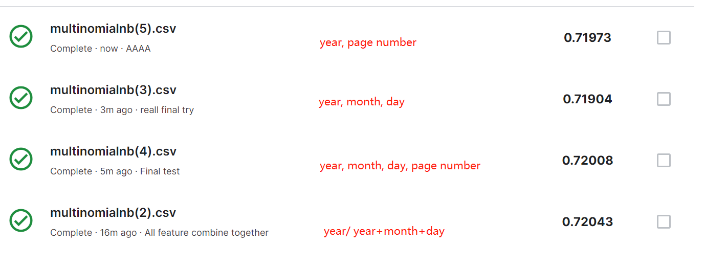 multinomialnb(5).csv
year, page number
0.71973
Complete · now · AAAA
multinomialnb(3).csv
year, month, day
0.71904
Complete · 3m ago · reall final try
multinomialnb(4).csv
year, month, day, page number
0.72008
Complete · 5m ago · Final test
multinomialnb(2).csv
year/ year+month+day
0.72043
Complete · 16m ago · All feature combine together